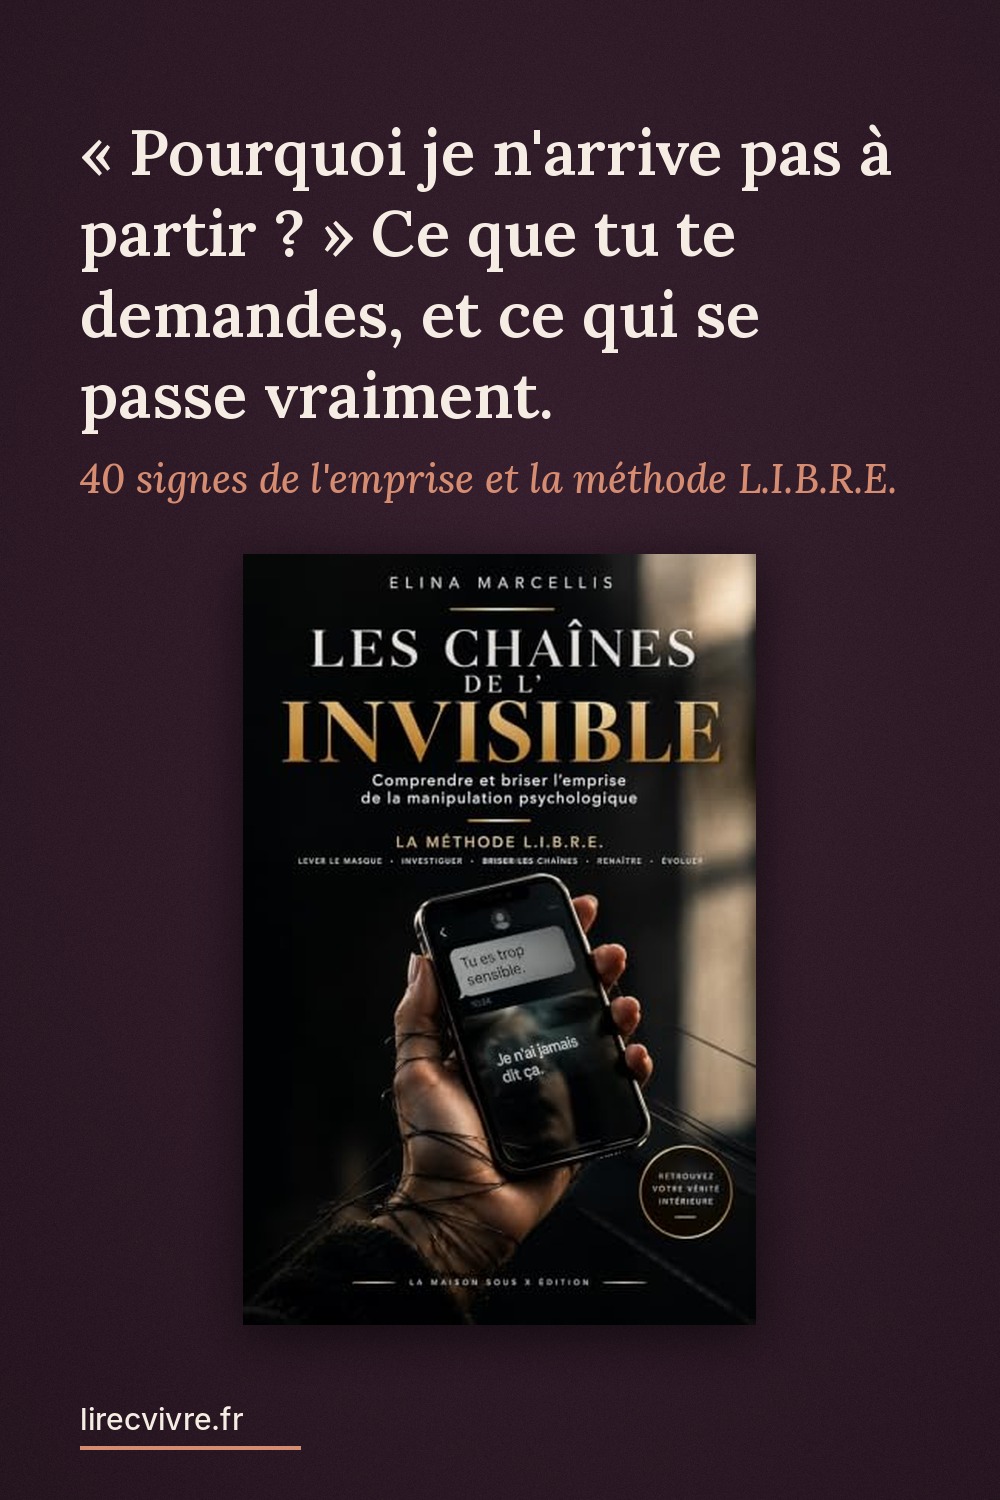 « Pourquoi je n'arrive pas à
partir ? » Ce que tu te
demandes, et ce qui se
passe vraiment.
40 signes de l'emprise et la méthode L.I.B.R.E.
ELINA MARCELLIS
LES CHAÎNES
DE L'
INVISIBLE
Comprendre et briser l'emprise
de la manipulation psychologique
LA MÉTHODE L.I.B.R.E.
LEVER LE MASQUE · INVESTIGUER · BRISER LES CHAÎNES · RENAÎTRE · ÉVOLUER
Tu es trop
sensible.
Je n'ai jamais
dit ça.
RETROUVEZ
VOTRE VÉRITÉ
INTÉRIEURE
LA MAISON SOUS X ÉDITION
lirecvivre.fr